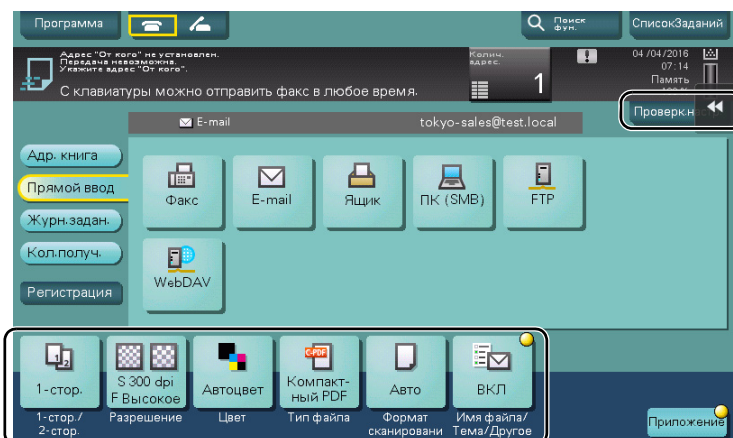 Программа
Поиск
фун.
СписокЗаданий
Адрес "От кого" не установлен.
Передача невозможна.
Укажите адрес "От кого".
С клавиатуры можно отправить факс в любое время.
Колич.
адрес.
1
04/04/2016
07:14
Память
Проверк.н
E-mail
tokyo-sales@test.local
Адр. книга
Прямой ввод
Журн.задан.
Кол.получ.
Регистрация
Факс
E-mail
Ящик
ПК (SMB)
FTP
WebDAV
1-стор.
S 300 dpi
F Высокое
Автоцвет
C-PDF
Компакт-
ный PDF
Авто
ВКЛ
1-стор./
2-стор.
Разрешение
Цвет
Тип файла
Формат
сканировани
Имя файла/
Тема/Другое
Приложение